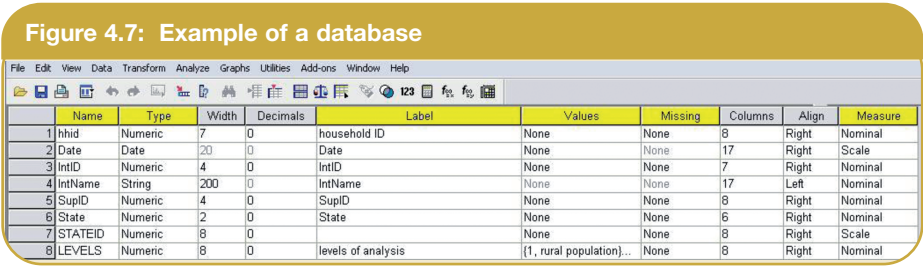 Figure 4.7: Example of a database
File Edit View Data Transform Analyze Graphs Utilities Add-ons Window Help
123
Name Type Width Decimals Label Values Missing Columns Align Measure
1 hhid Numeric 7 0 household ID None None 8 Right Nominal
2 Date Date 20 0 Date None None 17 Right Scale
3 IntID Numeric 4 0 IntID None None 7 Right Nominal
4 IntName String 200 0 IntName None None 17 Left Nominal
5 SupID Numeric 4 0 SupID None None 8 Right Nominal
6 State Numeric 2 0 State None None 6 Right Nominal
7 STATEID Numeric 8 0 None None 8 Right Scale
8 LEVELS Numeric 8 0 levels of analysis {1, rural population}... None 8 Right Nominal